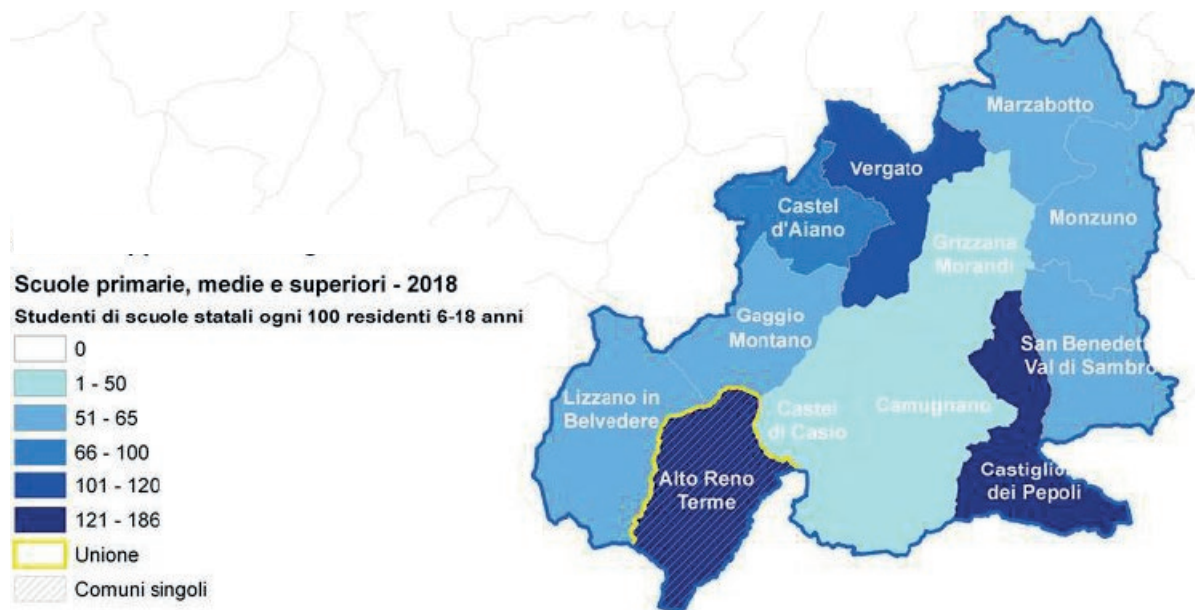 Scuole primarie, medie e superiori - 2018
Studenti di scuole statali ogni 100 residenti 6-18 anni
0
1 - 50
51 - 65
66 - 100
101 - 120
121 - 186
Unione
Comuni singoli
Marzabotto
Vergato
Castel
d'Aiano
Monzuno
Grizzana
Morandi
Gaggio
Montano
San Benedett
Val di Sambro
Lizzano in
Belvedere
Castel
di Casio
Camugnano
Alto Reno
Terme
Castiglio
dei Pepoli